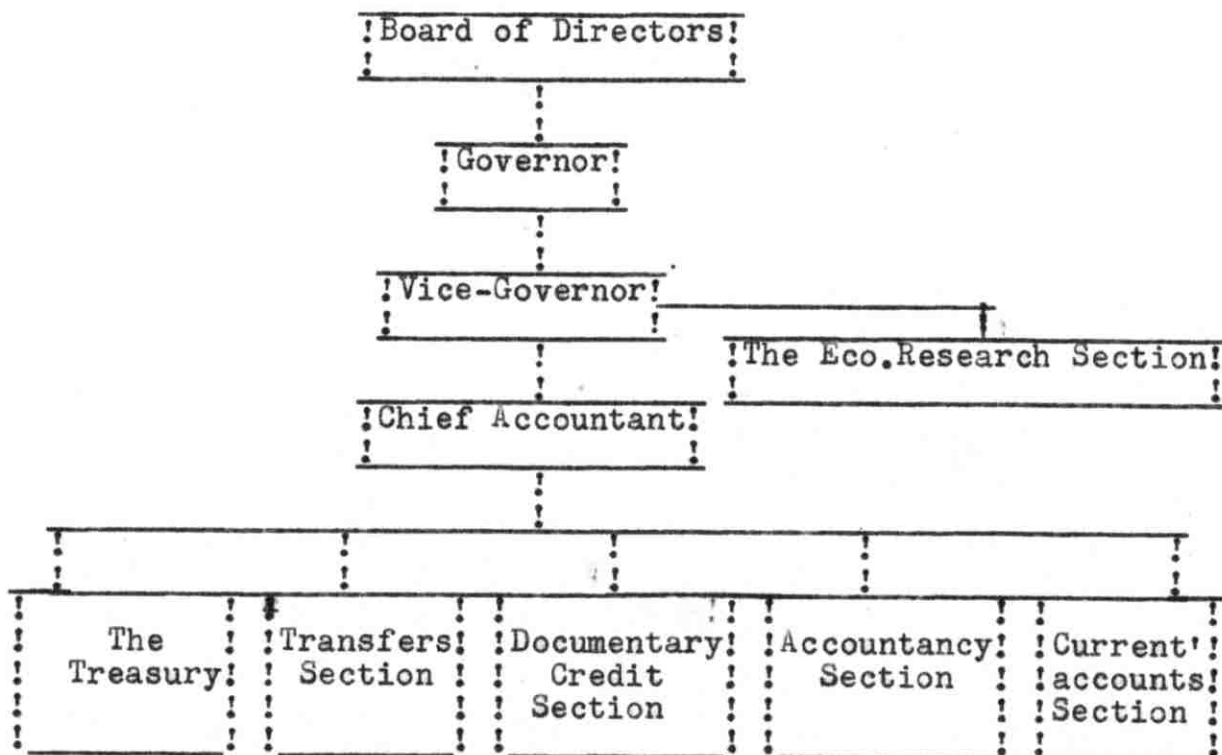 Board of Directors
Governor
Vice-Governor
The Eco.Research Section
Chief Accountant
The
Treasury
Transfers
Section
Documentary
Credit
Section
Accountancy
Section
Current'
accounts
Section